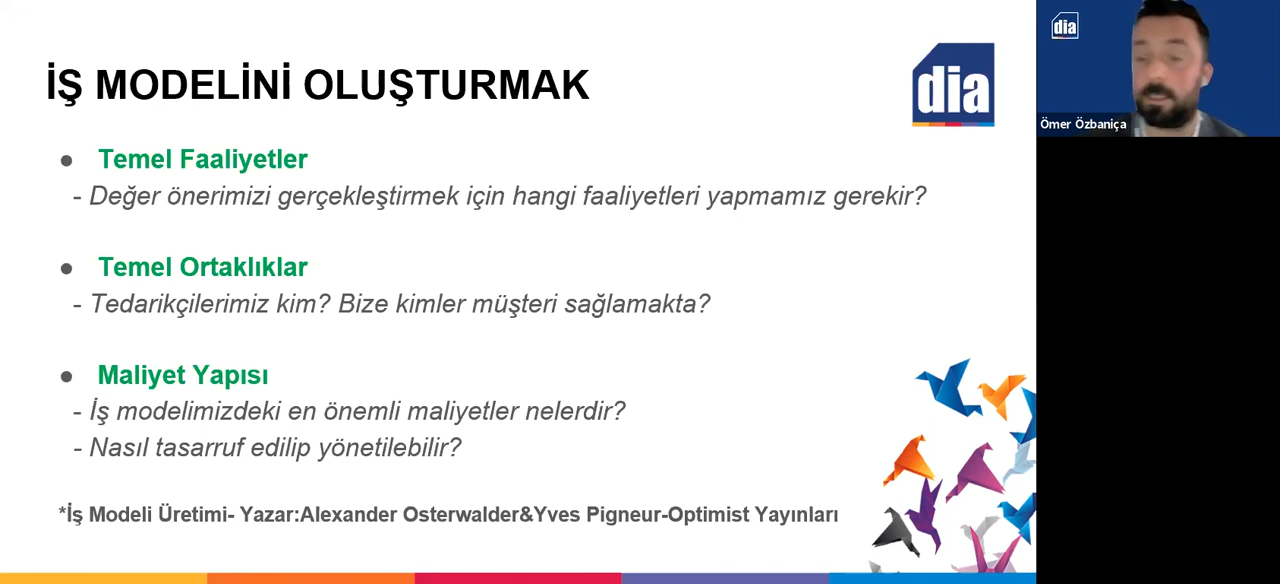 İŞ MODELİNİ OLUŞTURMAK
dia
● Temel Faaliyetler
- Değer önerimizi gerçekleştirmek için hangi faaliyetleri yapmamız gerekir?
● Temel Ortaklıklar
- Tedarikçilerimiz kim? Bize kimler müşteri sağlamakta?
● Maliyet Yapısı
- İş modelimizdeki en önemli maliyetler nelerdir?
- Nasıl tasarruf edilip yönetilebilir?
*İş Modeli Üretimi- Yazar:Alexander Osterwalder&Yves Pigneur-Optimist Yayınları
dia
Ömer Özbaniça